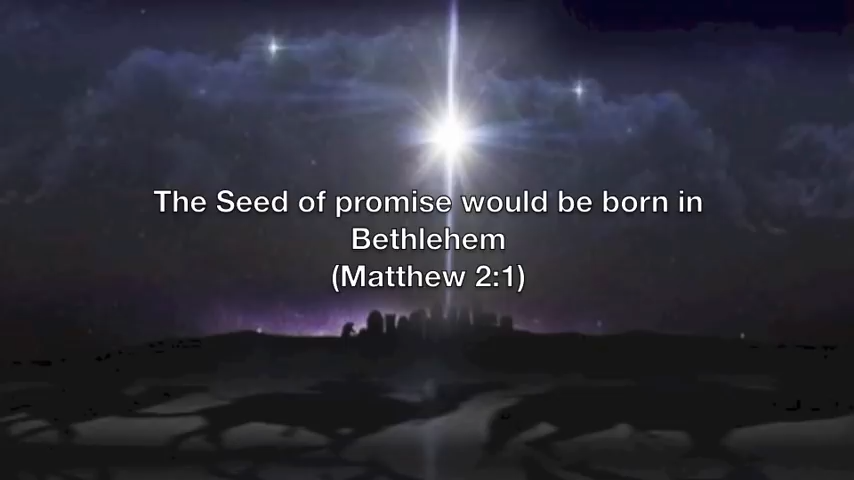 The Seed of promise would be born in
Bethlehem
(Matthew 2:1)